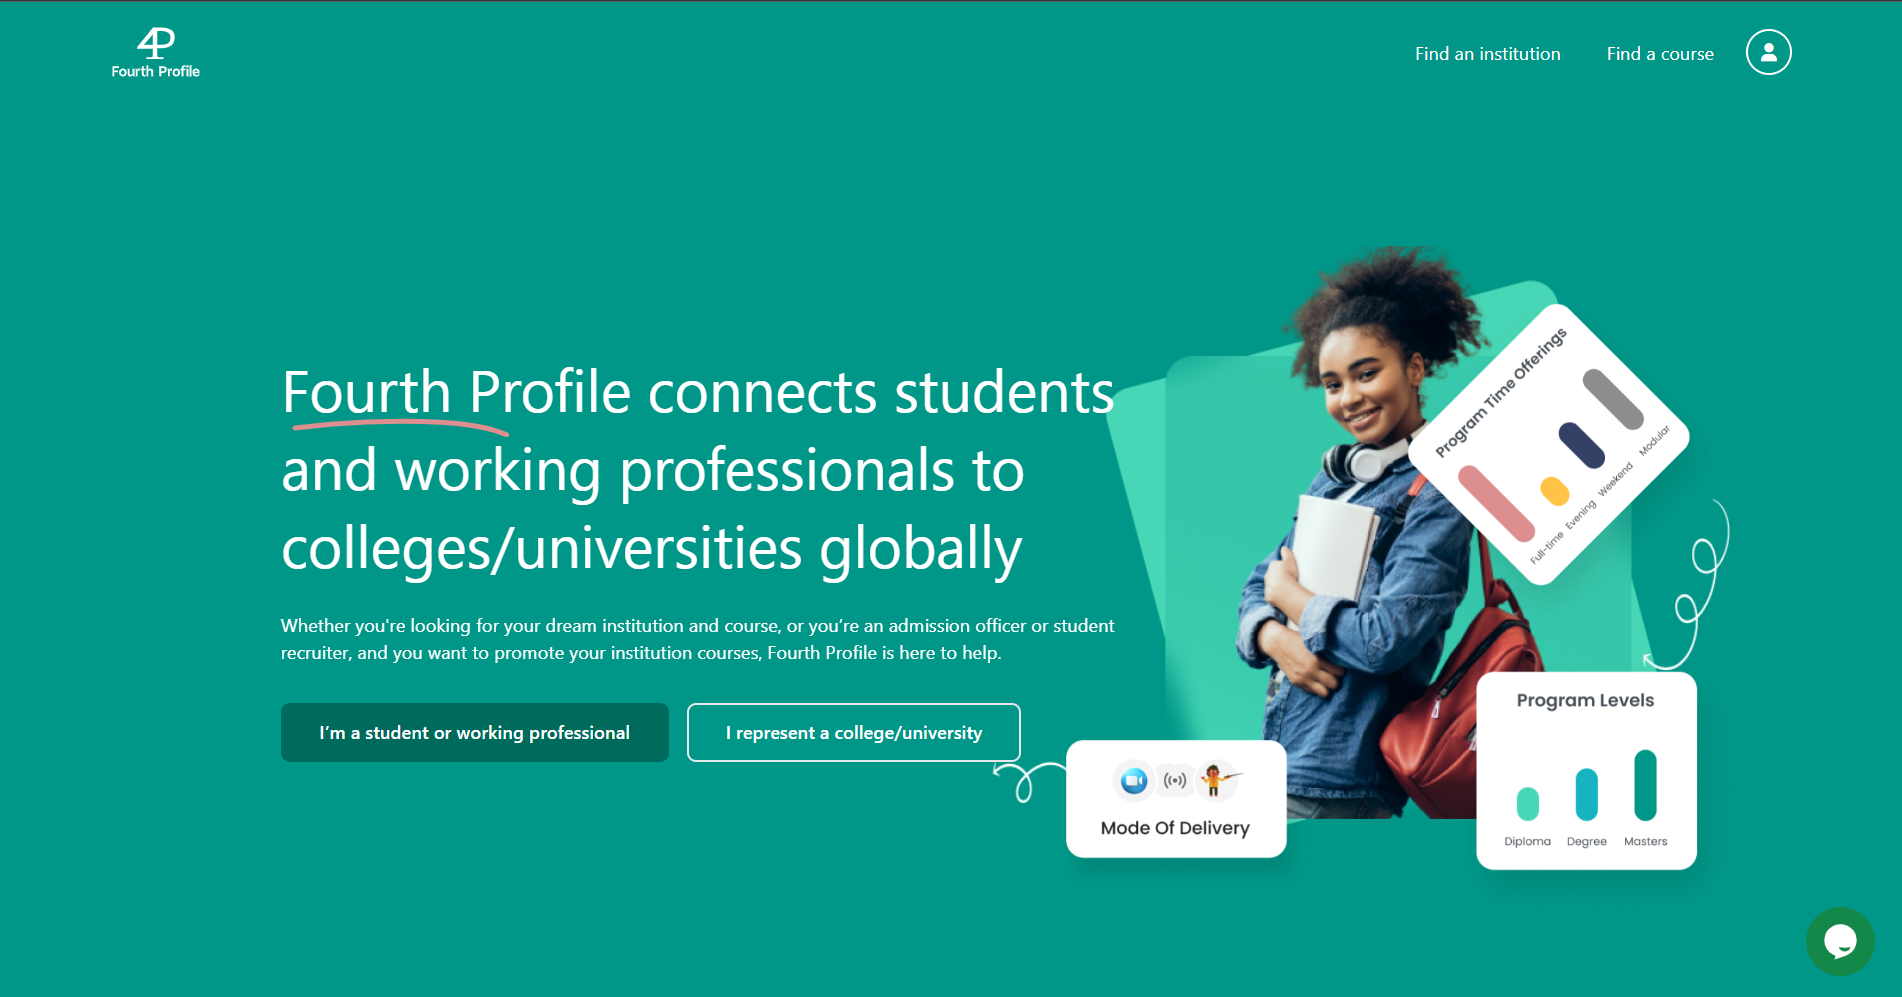 4P
Fourth Profile
Find an institution
Find a course
Fourth Profile connects students
and working professionals to
colleges/universities globally
Whether you're looking for your dream institution and course, or you’re an admission officer or student
recruiter, and you want to promote your institution courses, Fourth Profile is here to help.
I’m a student or working professional
I represent a college/university
Program Time Offerings
Full-time
Evening
Weekend
Modular
Mode Of Delivery
Program Levels
Diploma
Degree
Masters